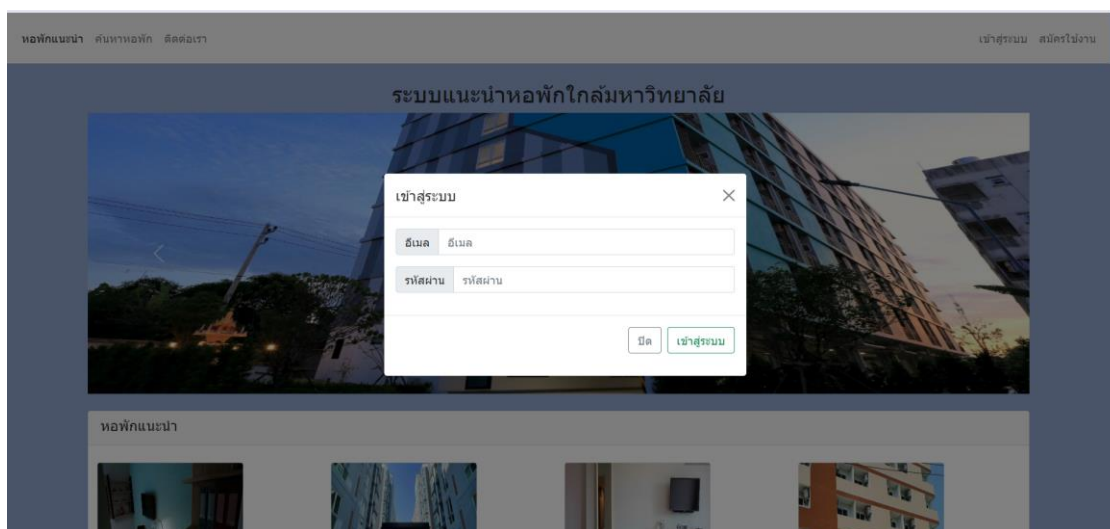 หอพักแนะนำ ค้นหาหอพัก ติดต่อเรา เข้าสู่ระบบ สมัครใช้งาน
ระบบแนะนำหอพักใกล้มหาวิทยาลัย
เข้าสู่ระบบ
อีเมล อีเมล
รหัสผ่าน รหัสผ่าน
ปิด เข้าสู่ระบบ
หอพักแนะนำ